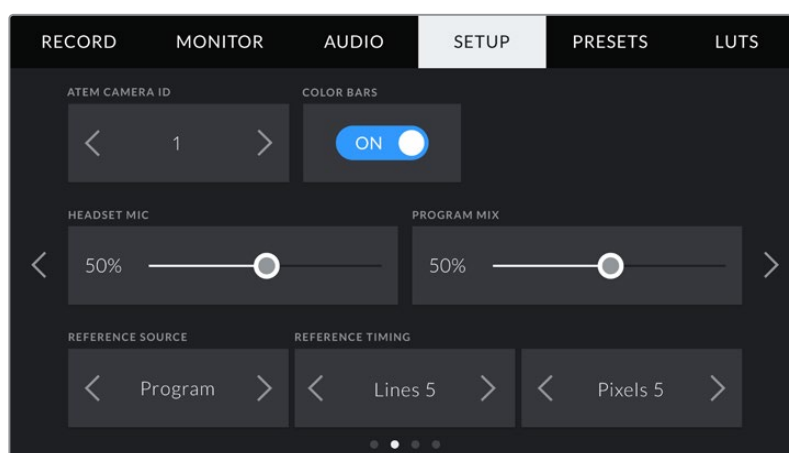 RECORD MONITOR AUDIO SETUP PRESETS LUTS
ATEM CAMERA ID COLOR BARS
1 ON
HEADSET MIC PROGRAM MIX
50% 50%
REFERENCE SOURCE REFERENCE TIMING
Program Lines 5 Pixels 5